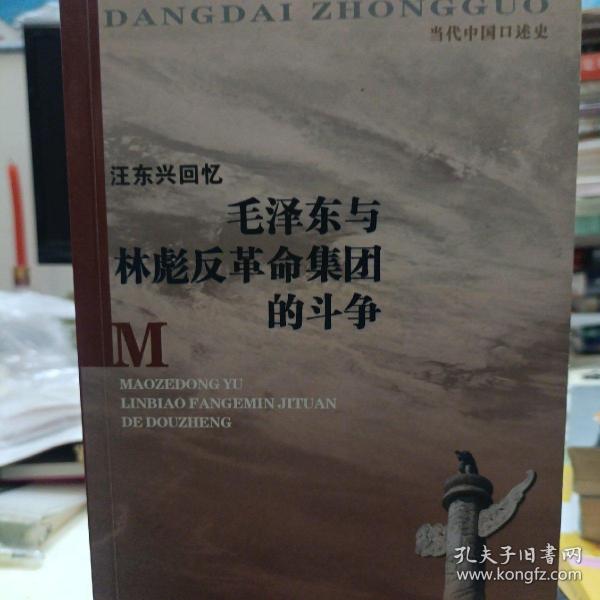 DANGDAI ZHONGGUO
当代中国口述史
汪东兴回忆
毛泽东与
林彪反革命集团
的斗争
M
MAOZEDONG YU
LINBIAO FANGEMIN JITUAN
DE DOUZHENG
孔夫子旧书网
www.kongfz.com